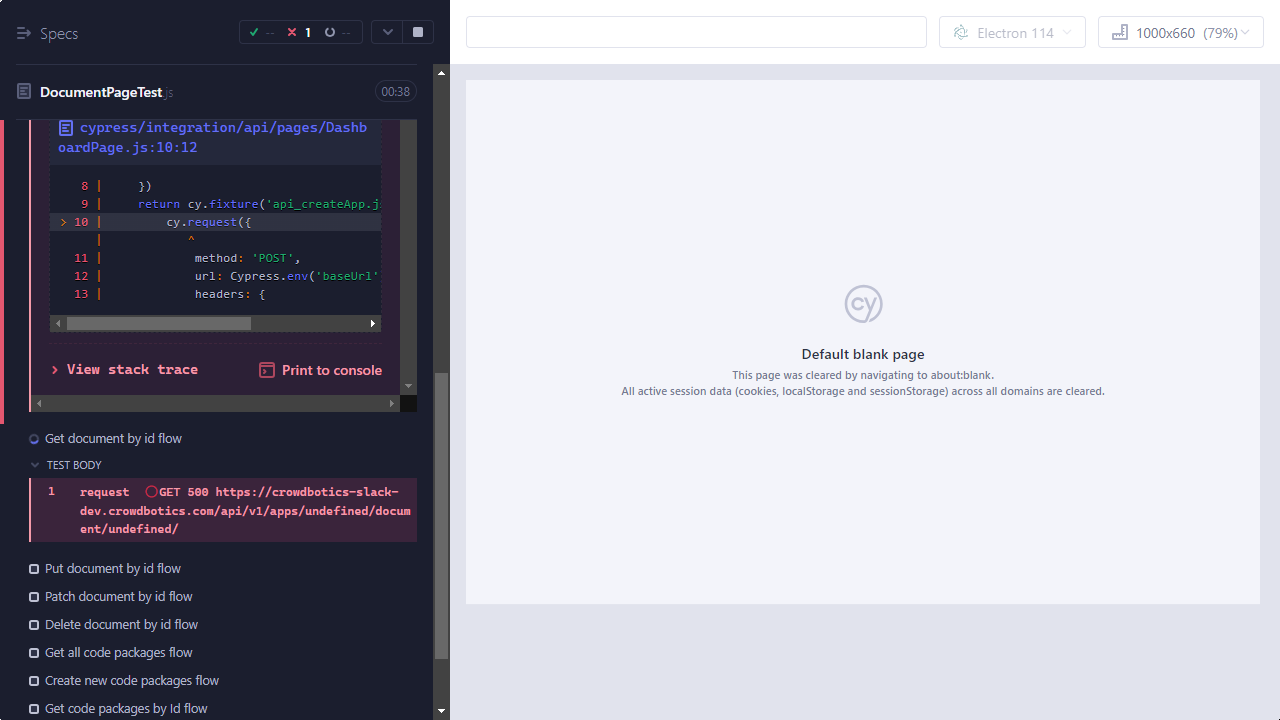 Specs
--
1
--
Electron 114
1000x660 (79%)
DocumentPageTest.js
00:38
cypress/integration/api/pages/Dashb
oardPage.js:10:12
8 | })
9 | return cy.fixture('api_createApp.j
> 10 | cy.request({
| ^
11 | method: 'POST',
12 | url: Cypress.env('baseUrl'
13 | headers: {
> View stack trace
Print to console
Get document by id flow
TEST BODY
1 request GET 500 https://crowdbotics-slack-
dev.crowdbotics.com/api/v1/apps/undefined/docum
ent/undefined/
Put document by id flow
Patch document by id flow
Delete document by id flow
Get all code packages flow
Create new code packages flow
Get code packages by Id flow
cy
Default blank page
This page was cleared by navigating to about:blank.
All active session data (cookies, localStorage and sessionStorage) across all domains are cleared.